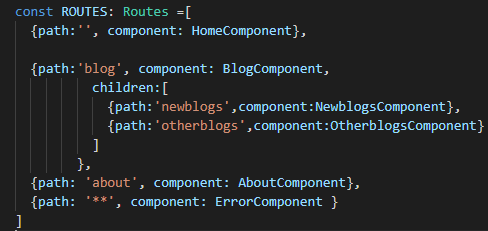 const ROUTES: Routes =[
{path:'', component: HomeComponent},
{path:'blog', component: BlogComponent,
children:[
{path:'newblogs',component:NewblogsComponent},
{path:'otherblogs',component:OtherblogsComponent}
]
},
{path: 'about', component: AboutComponent},
{path: '**', component: ErrorComponent }
]